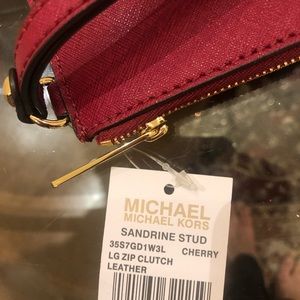 MICHAEL
MICHAEL KORS
SANDRINE STUD
35S7GD1W3L CHERRY
LG ZIP CLUTCH
LEATHER